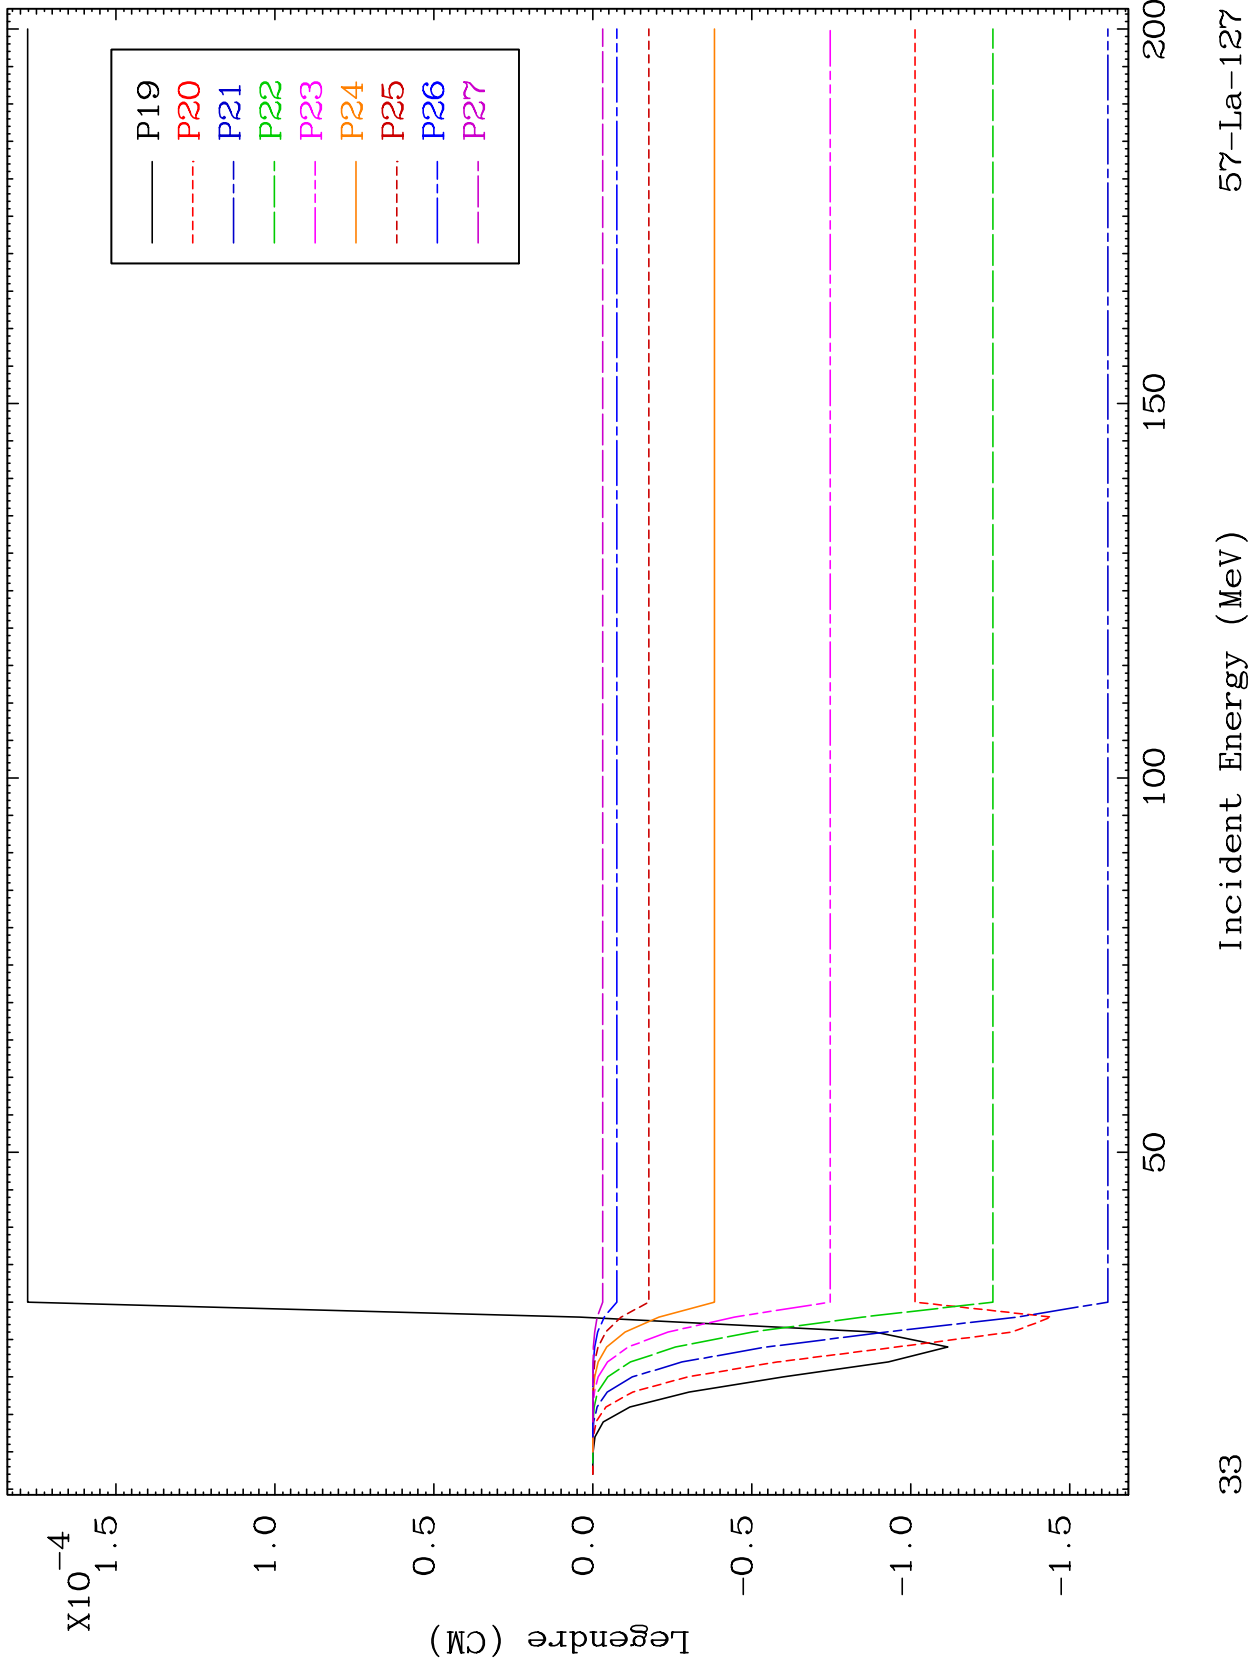 X10-4
1.5
1.0
0.5
0.0
-0.5
-1.0
-1.5
Legendre (CM)
P19
P20
P21
P22
P23
P24
P25
P26
P27
50
100
150
200
Incident Energy (MeV)
33
57-La-127